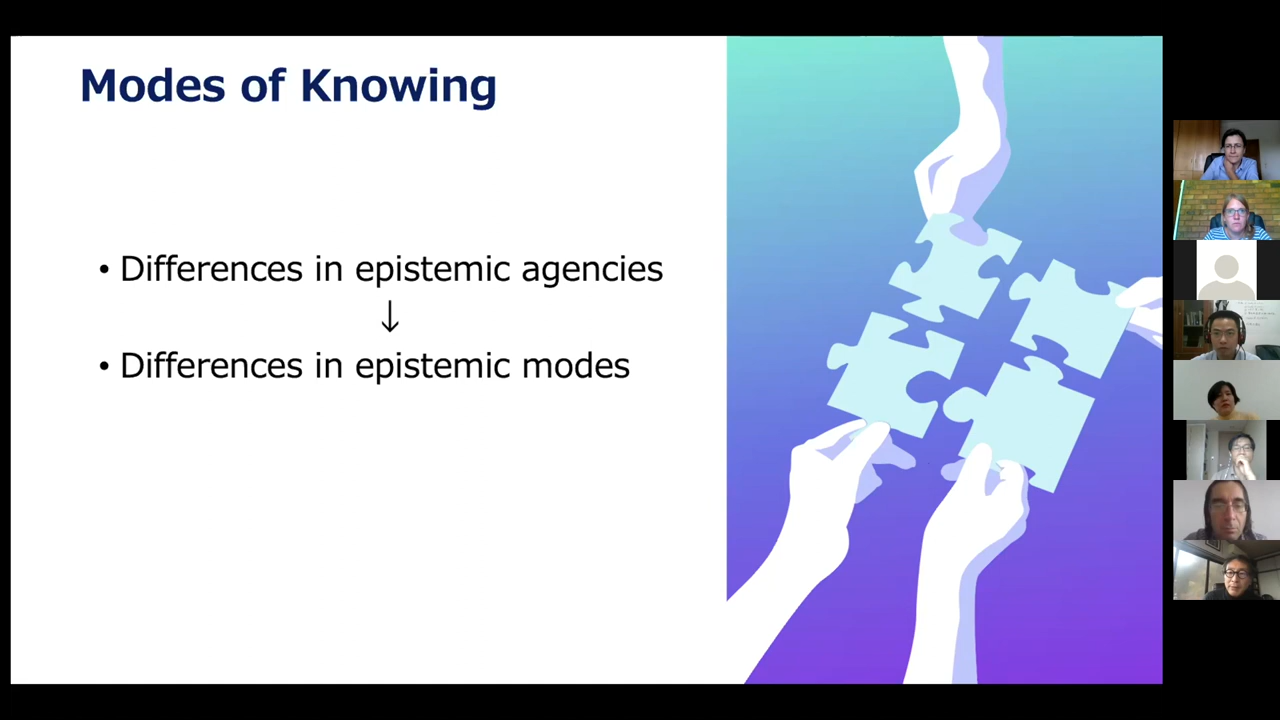 Modes of Knowing
• Differences in epistemic agencies
↓
• Differences in epistemic modes